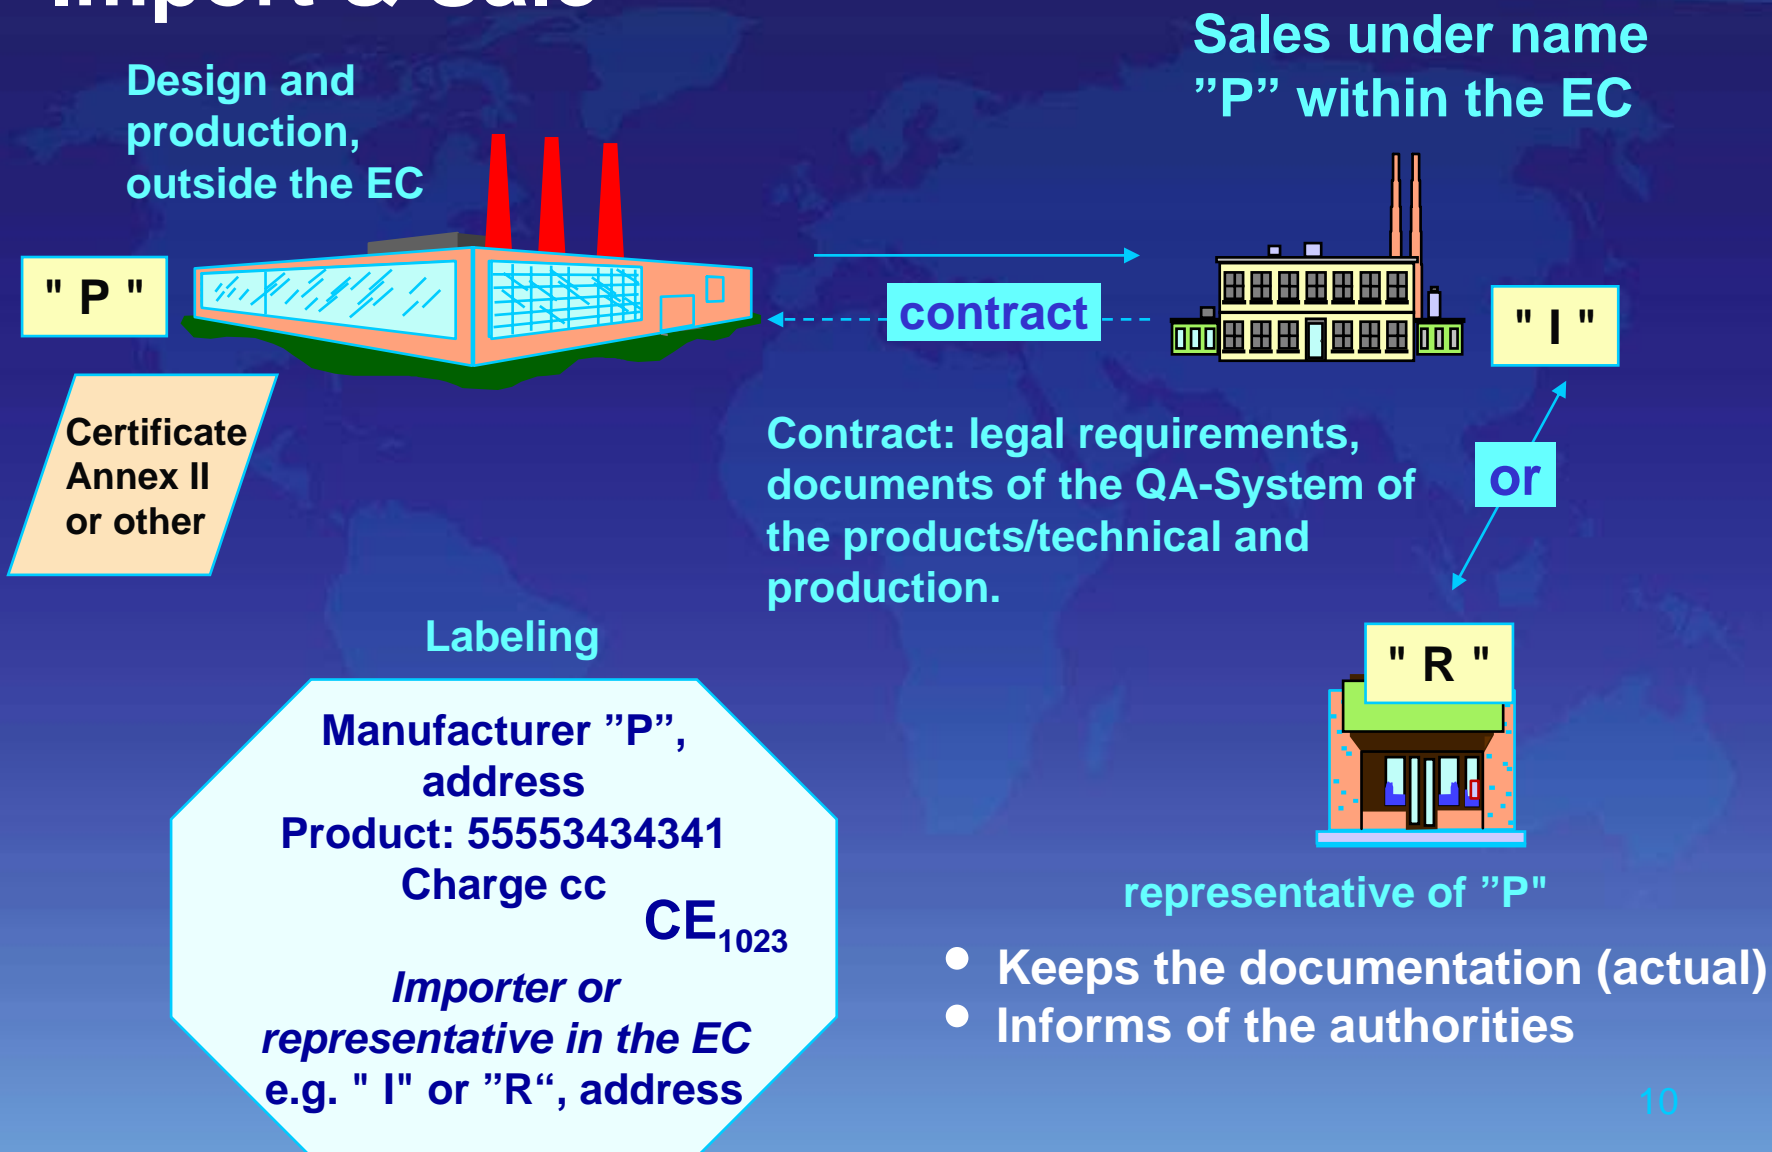 Import & Sale
Design and
production,
outside the EC
Sales under name
”P” within the EC
" P "
contract
" I "
Certificate
Annex II
or other
Contract: legal requirements,
documents of the QA-System of
the products/technical and
production.
or
" R "
Labeling
Manufacturer ”P”,
address
Product: 55553434341
Charge cc
CE1023
Importer or
representative in the EC
e.g. " I" or ”R“, address
representative of ”P"
• Keeps the documentation (actual)
• Informs of the authorities
10